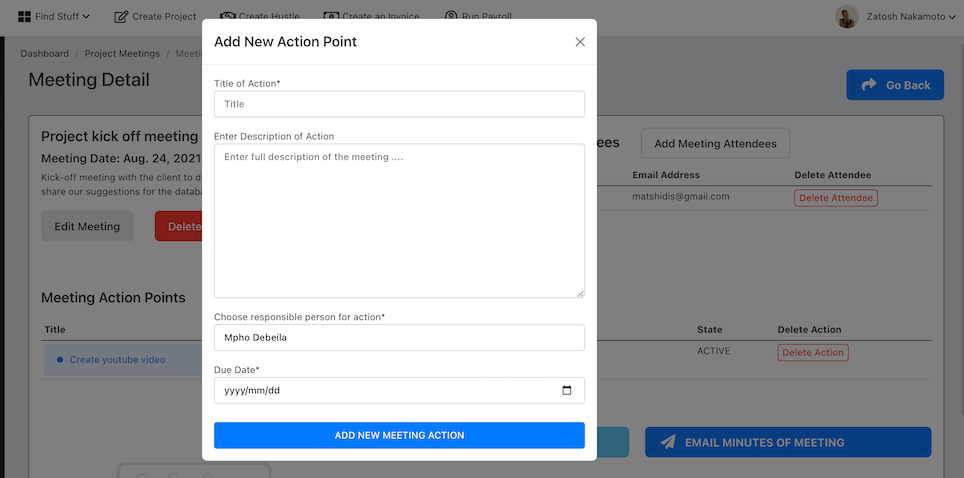 Find Stuff
Create Project
Create Hustle
Create an Invoice
Run Payroll
Zatosh Nakamoto
Add New Action Point
Dashboard / Project Meetings /
Meeting Detail
Go Back
Title of Action*
Title
Enter Description of Action
Enter full description of the meeting ....
Project kick off meeting
Meeting Date: Aug. 24, 2021
Kick-off meeting with the client to
share our suggestions for the
Edit Meeting
Delete
Add Meeting Attendees
Email Address
Delete Attendee
matshidis@gmail.com
Delete Attendee
Meeting Action Points
Choose responsible person for action*
Mpho Debeila
Title
State
Delete Action
Create youtube video
ACTIVE
Delete Action
Due Date*
yyyy/mm/dd
ADD NEW MEETING ACTION
EMAIL MINUTES OF MEETING